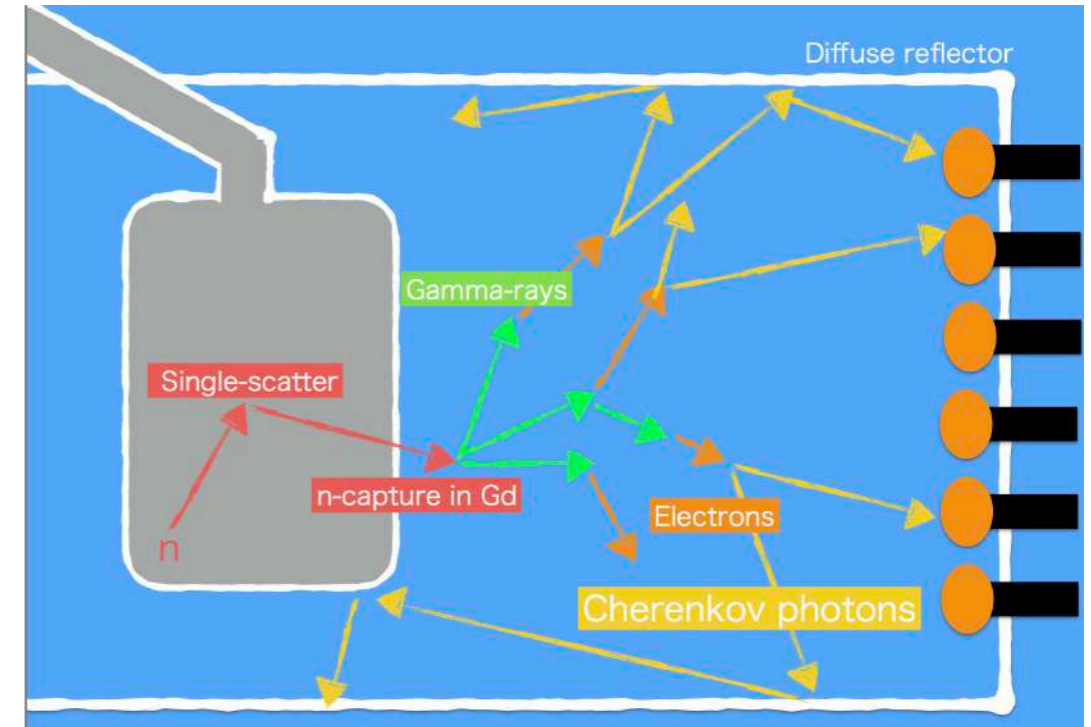 Diffuse reflector
Gamma-rays
Single-scatter
n-capture in Gd
n
Electrons
Cherenkov photons